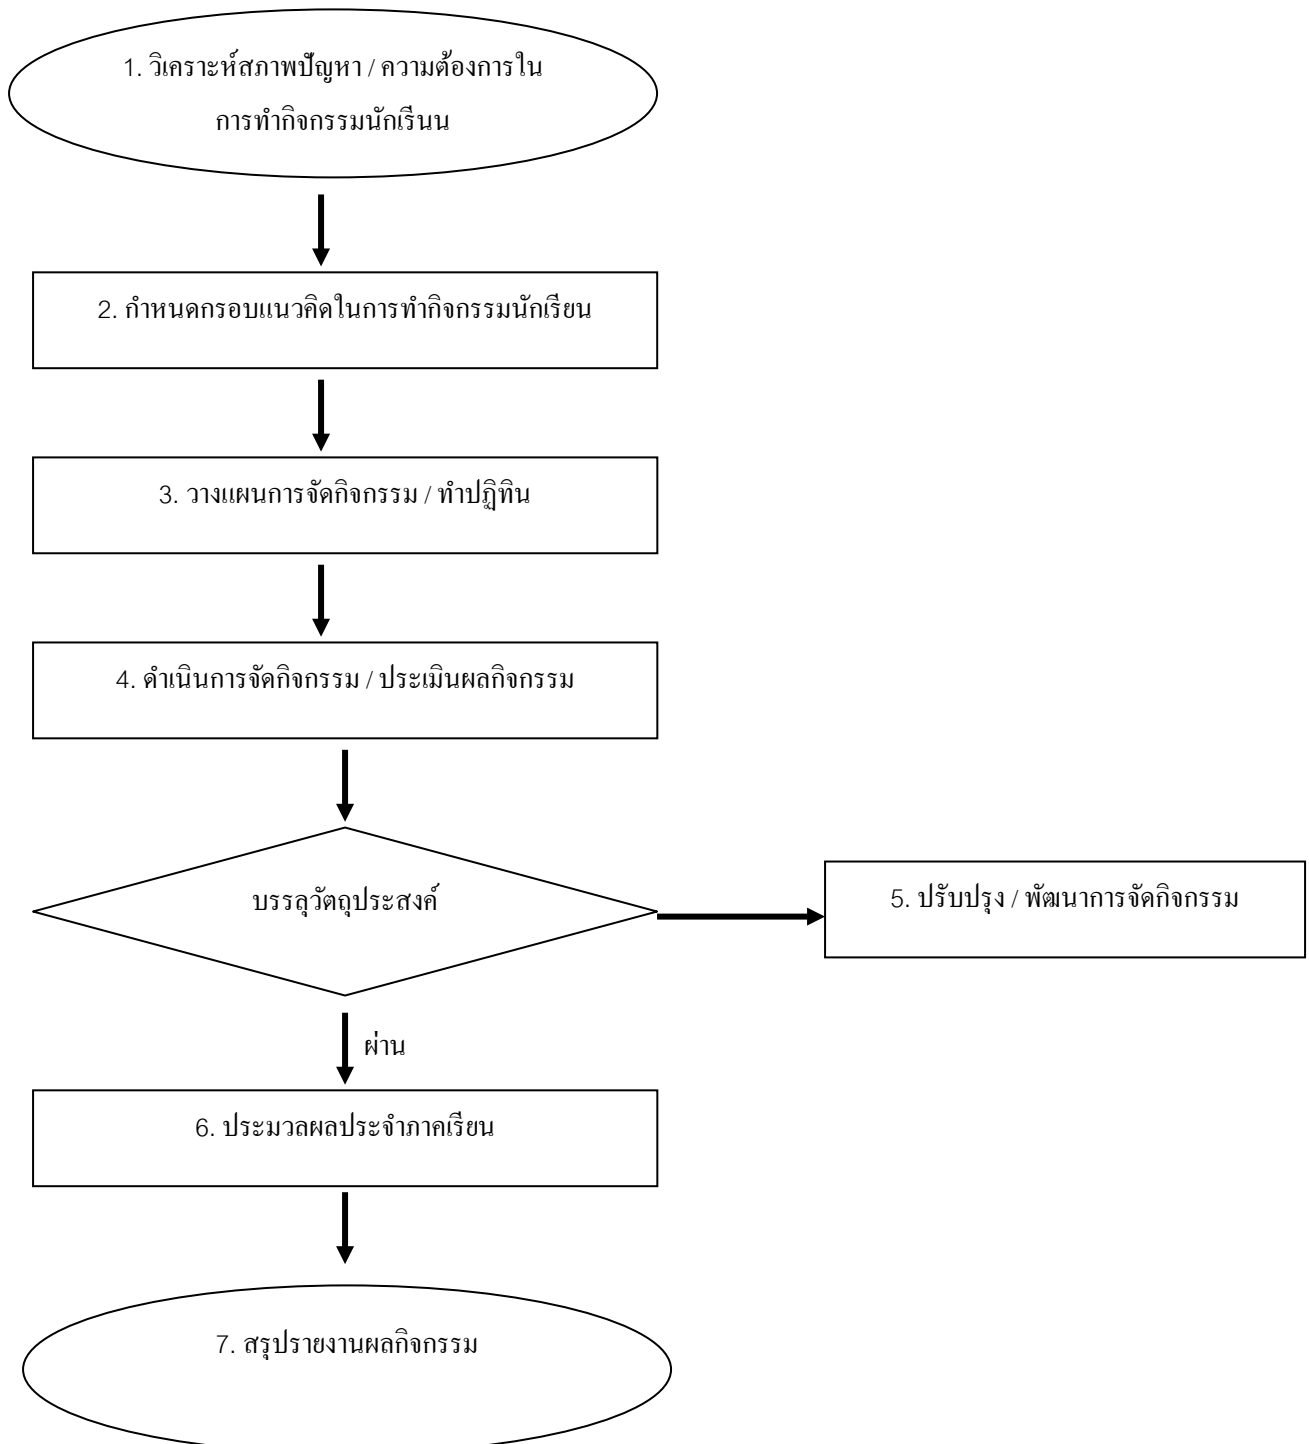 1. วิเคราะห์สภาพปัญหา / ความต้องการใน
การทำกิจกรรมนักเรีนน
2. กำหนดกรอบแนวคิดในการทำกิจกรรมนักเรียน
3. วางแผนการจัดกิจกรรม / ทำปฏิทิน
4. ดำเนินการจัดกิจกรรม / ประเมินผลกิจกรรม
บรรลุวัตถุประสงค์
5. ปรับปรุง / พัฒนาการจัดกิจกรรม
ผ่าน
6. ประมวลผลประจำภาคเรียน
7. สรุปรายงานผลกิจกรรม